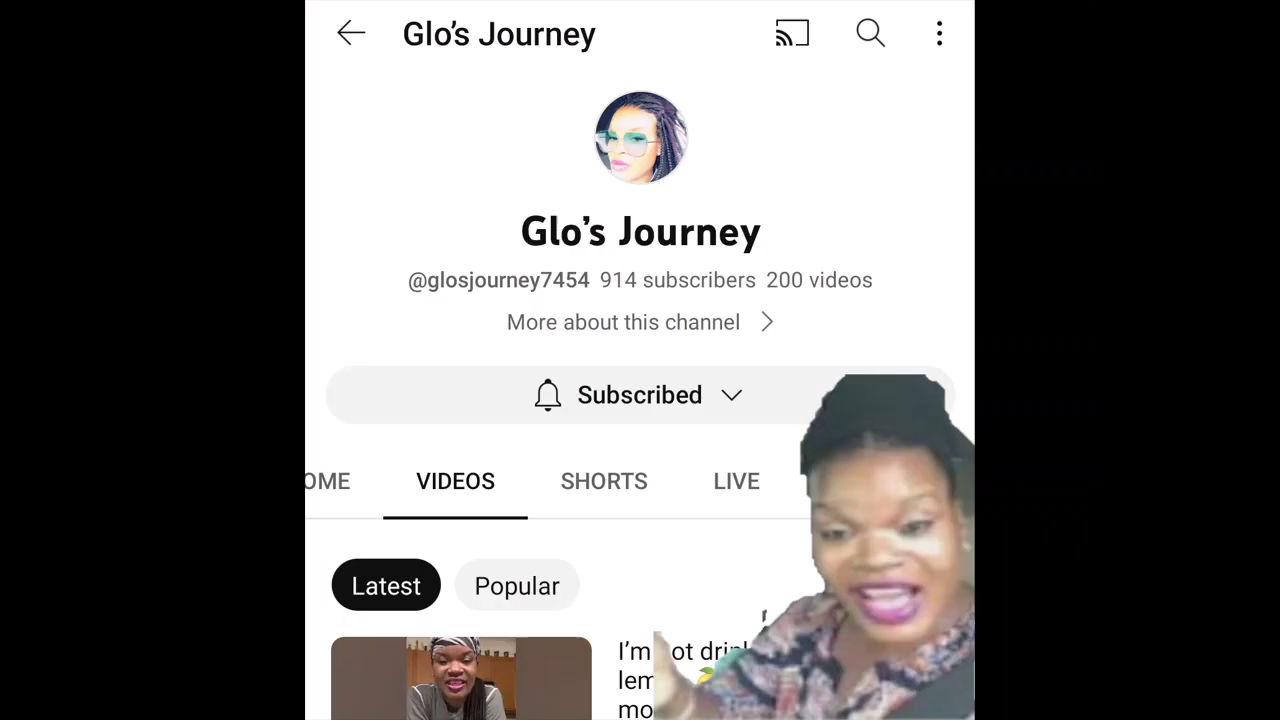 Glo's Journey
Glo's Journey
@glosjourney7454 914 subscribers 200 videos
More about this channel
Subscribed
OME VIDEOS SHORTS LIVE
Latest Popular
I'm